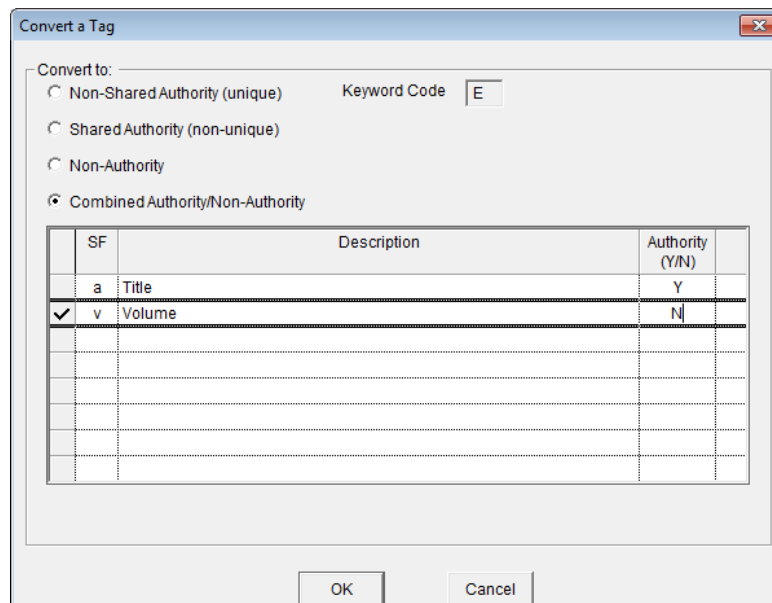 Convert a Tag
Convert to:
Non-Shared Authority (unique) Keyword Code E
Shared Authority (non-unique)
Non-Authority
Combined Authority/Non-Authority
SF Description Authority (Y/N)
a Title Y
v Volume N
OK Cancel